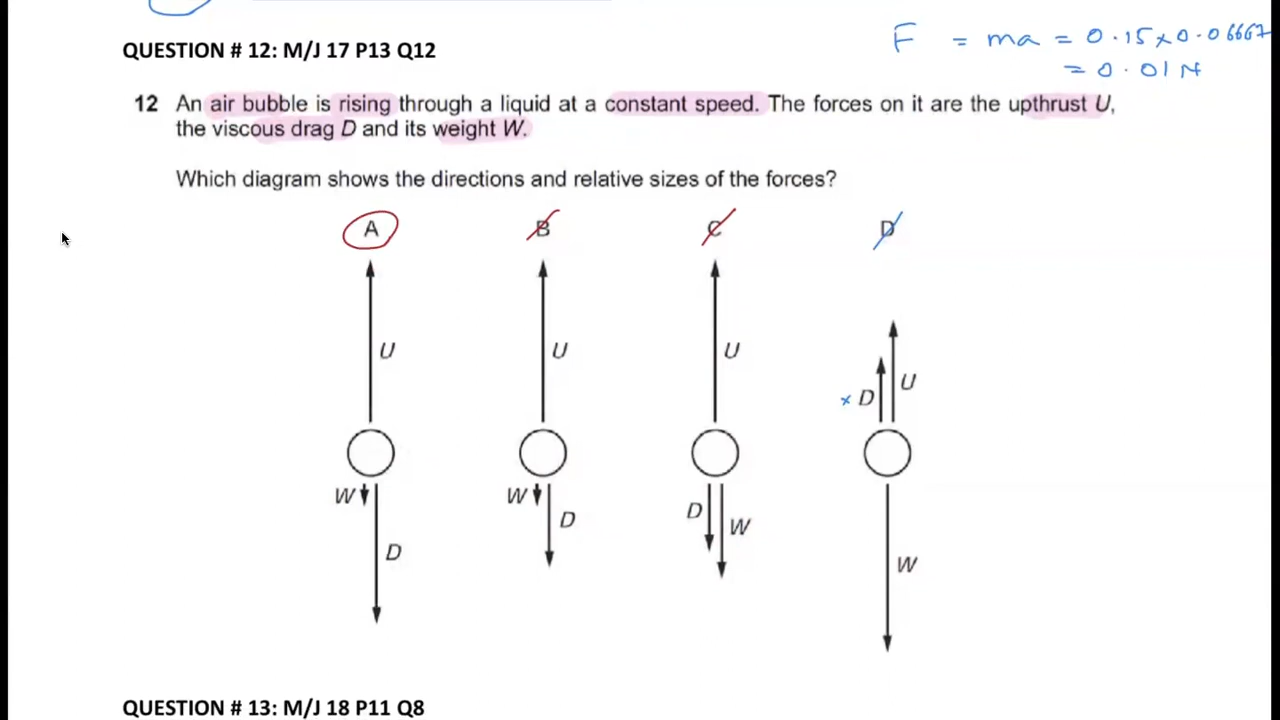 F = ma = 0.15 x 0.06667
= 0.01N
QUESTION # 12: M/J 17 P13 Q12
12 An air bubble is rising through a liquid at a constant speed. The forces on it are the upthrust U,
the viscous drag D and its weight W.
Which diagram shows the directions and relative sizes of the forces?
A B C D
U U U
x D U
W D
W D
D W
W
QUESTION # 13: M/J 18 P11 Q8